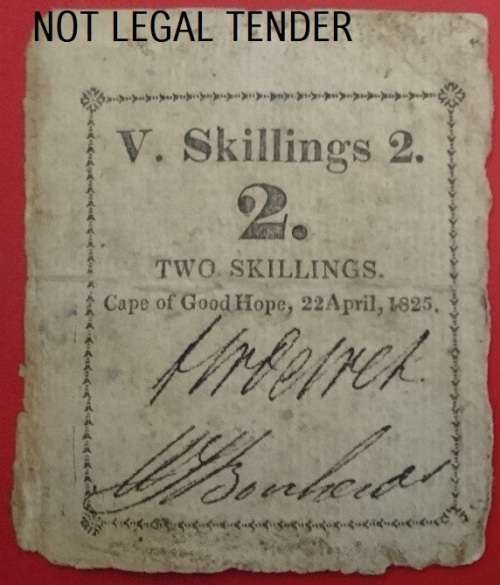 NOT LEGAL TENDER
V. Skillings 2.
2.
TWO SKILLINGS.
Cape of Good Hope, 22 April, 1825.